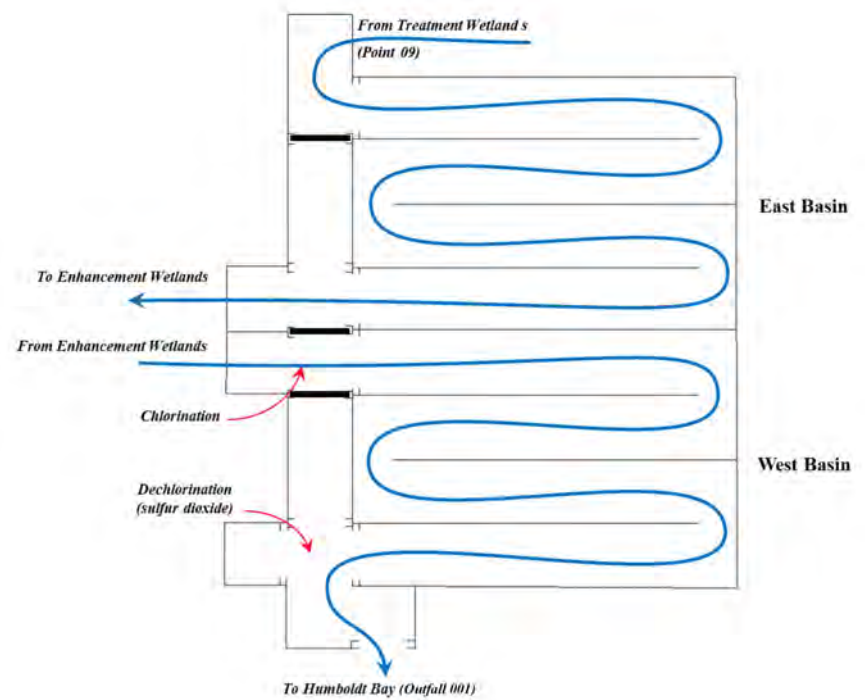 From Treatment Wetland s
(Point 09)
East Basin
To Enhancement Wetlands
From Enhancement Wetlands
Chlorination
West Basin
Dechlorination
(sulfur dioxide)
To Humboldt Bay (Outfall 001)